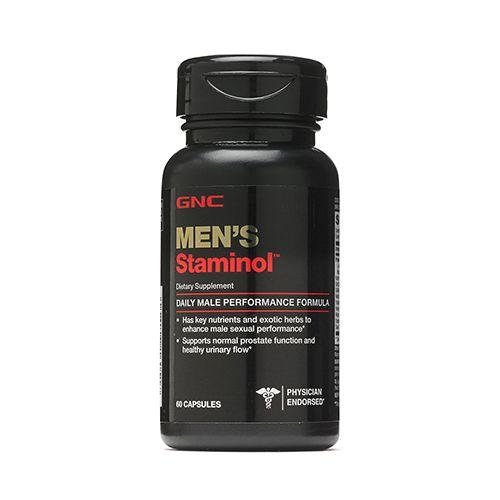 GNC
MEN'S
Staminol™
Dietary Supplement
DAILY MALE PERFORMANCE FORMULA
• Has key nutrients and exotic herbs to
enhance male sexual performance*
• Supports normal prostate function and
healthy urinary flow*
60 CAPSULES
PHYSICIAN
ENDORSED*